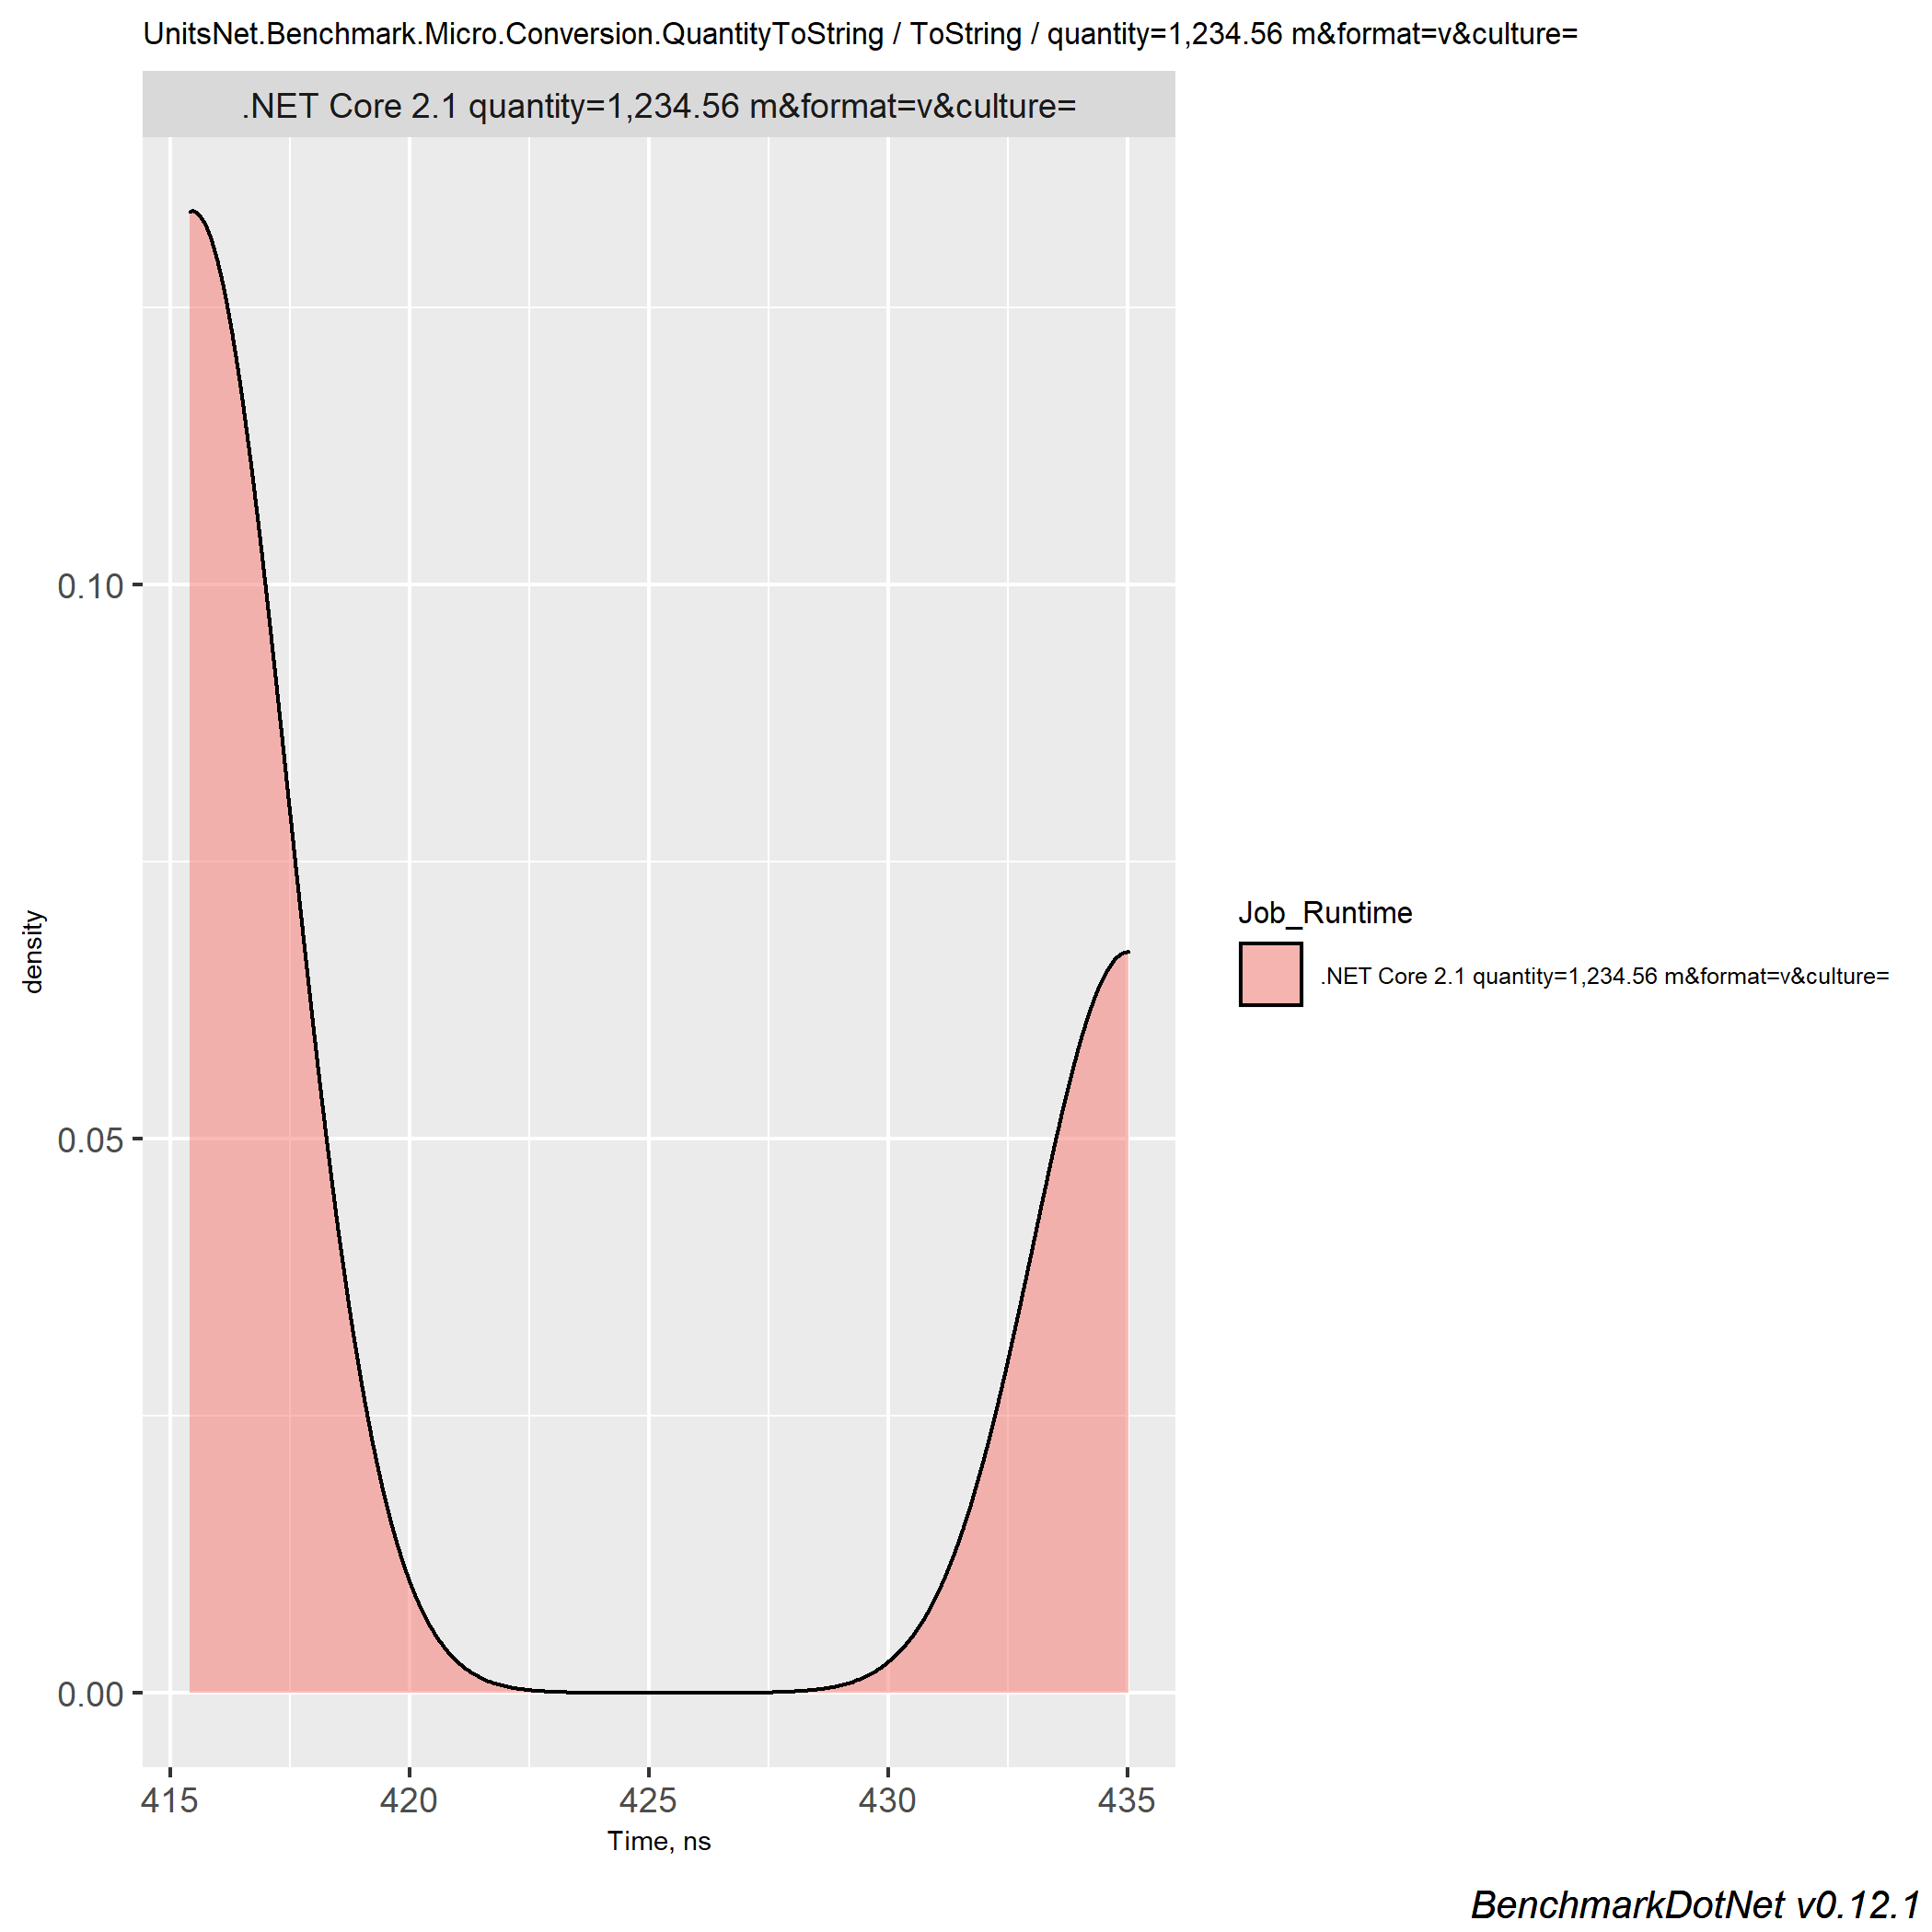 UnitsNet.Benchmark.Micro.Conversion.QuantityToString / ToString / quantity=1,234.56 m&format=v&culture=
.NET Core 2.1 quantity=1,234.56 m&format=v&culture=
0.10
0.05
0.00
density
415 420 425 430 435
Time, ns
Job_Runtime
.NET Core 2.1 quantity=1,234.56 m&format=v&culture=
BenchmarkDotNet v0.12.1